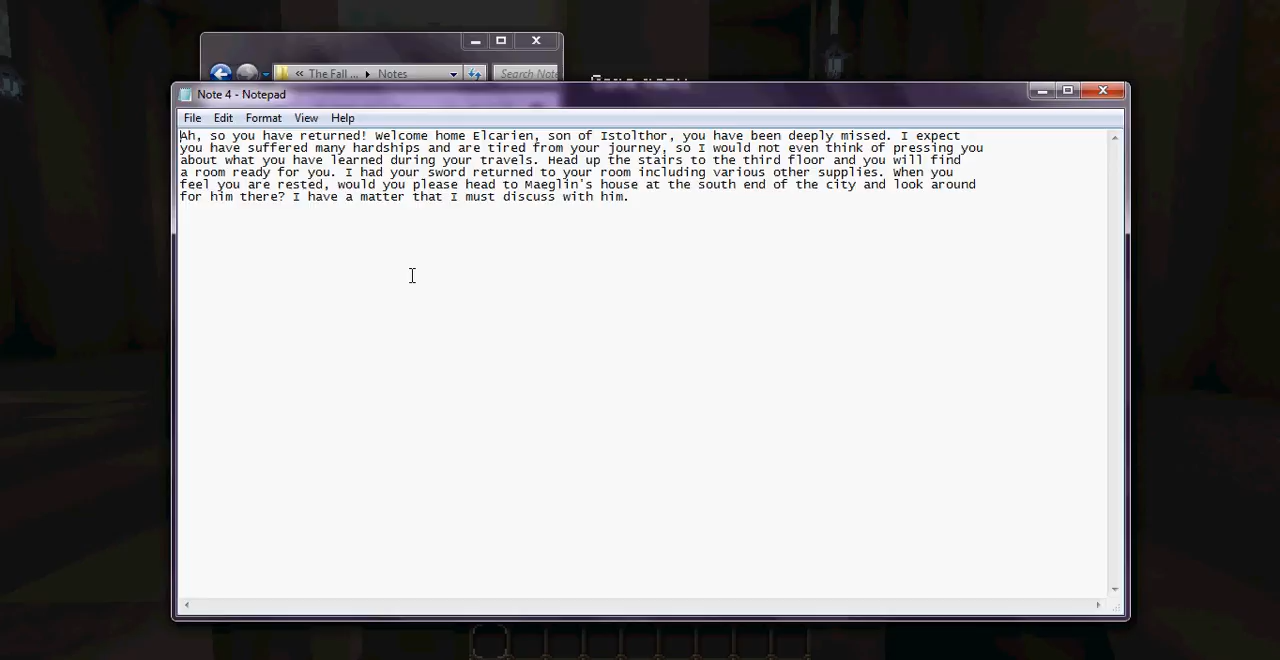 « The Fall ... ▸ Notes
Search Note
Note 4 - Notepad
File Edit Format View Help
Ah, so you have returned! Welcome home Elcarien, son of Istolthor, you have been deeply missed. I expect
you have suffered many hardships and are tired from your journey, so I would not even think of pressing you
about what you have learned during your travels. Head up the stairs to the third floor and you will find
a room ready for you. I had your sword returned to your room including various other supplies. When you
feel you are rested, would you please head to Maeglin's house at the south end of the city and look around
for him there? I have a matter that I must discuss with him.